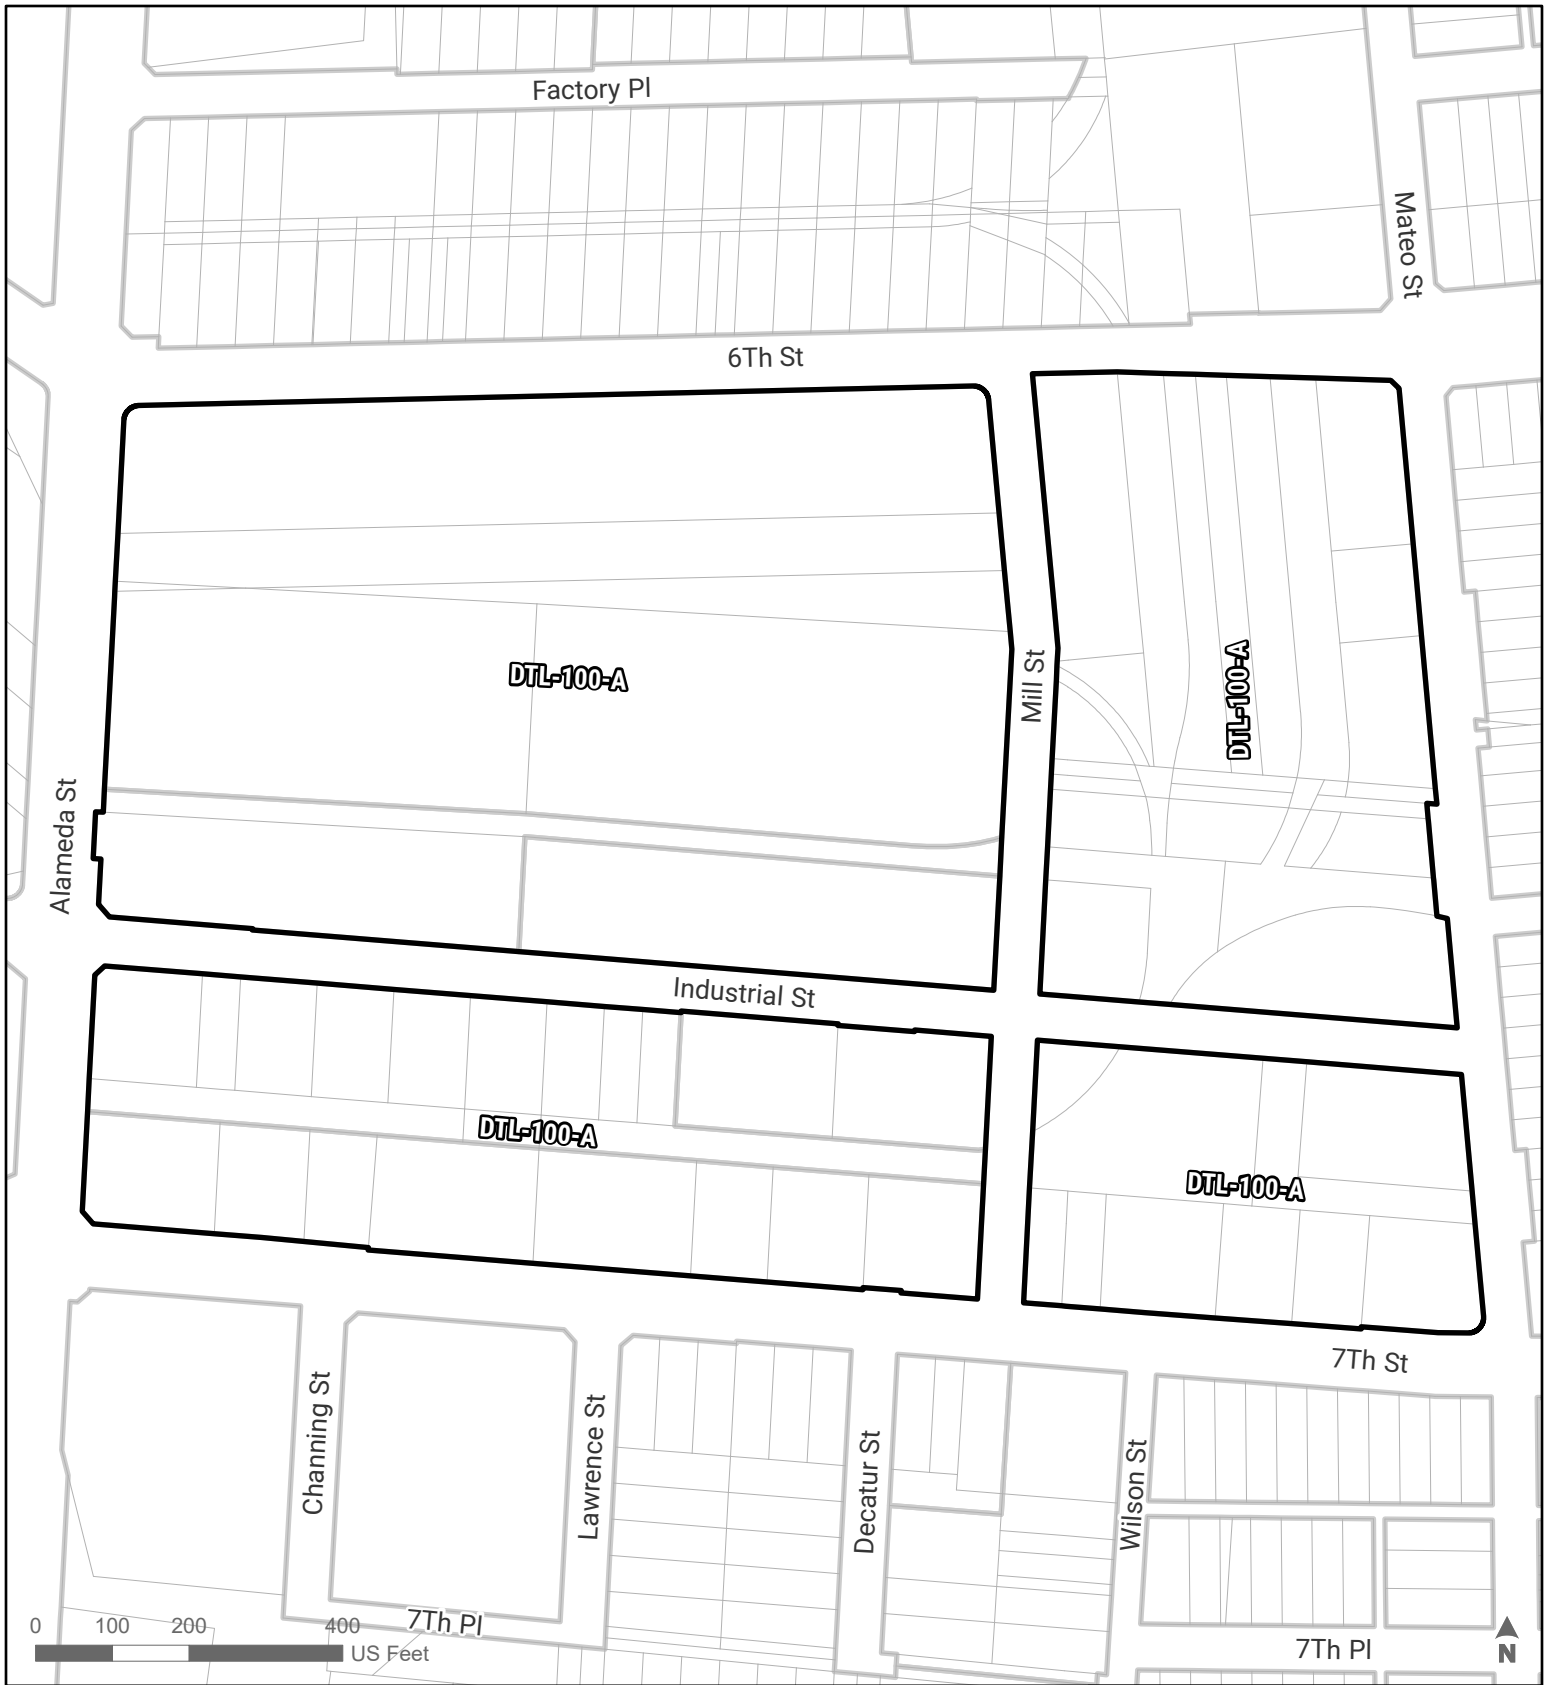 Factory Pl
Mateo St
6Th St
DTL-100-A
DTL-100-A
Mill St
Alameda St
Industrial St
DTL-100-A
DTL-100-A
7Th St
Channing St
Lawrence St
Decatur St
Wilson St
0 100 200 400
US Feet
7Th Pl
7Th Pl
N